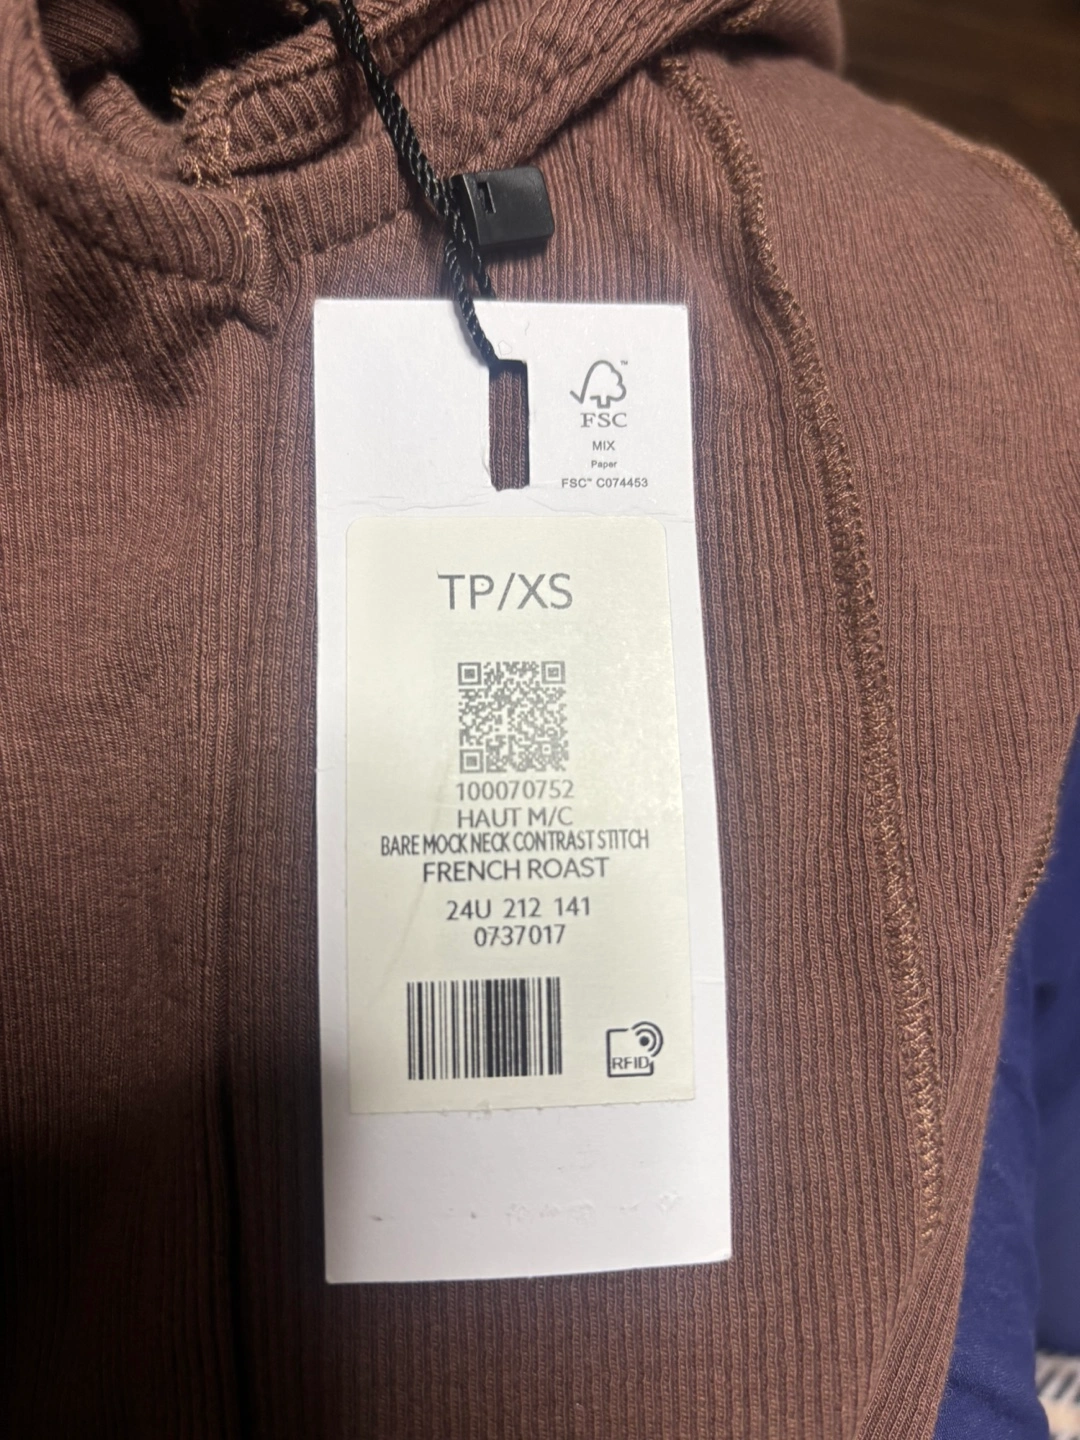 FSC™
MIX
Paper
FSC™ C074453
TP/XS
100070752
HAUT M/C
BARE MOCK NECK CONTRAST STITCH
FRENCH ROAST
24U 212 141
0737017
RFID